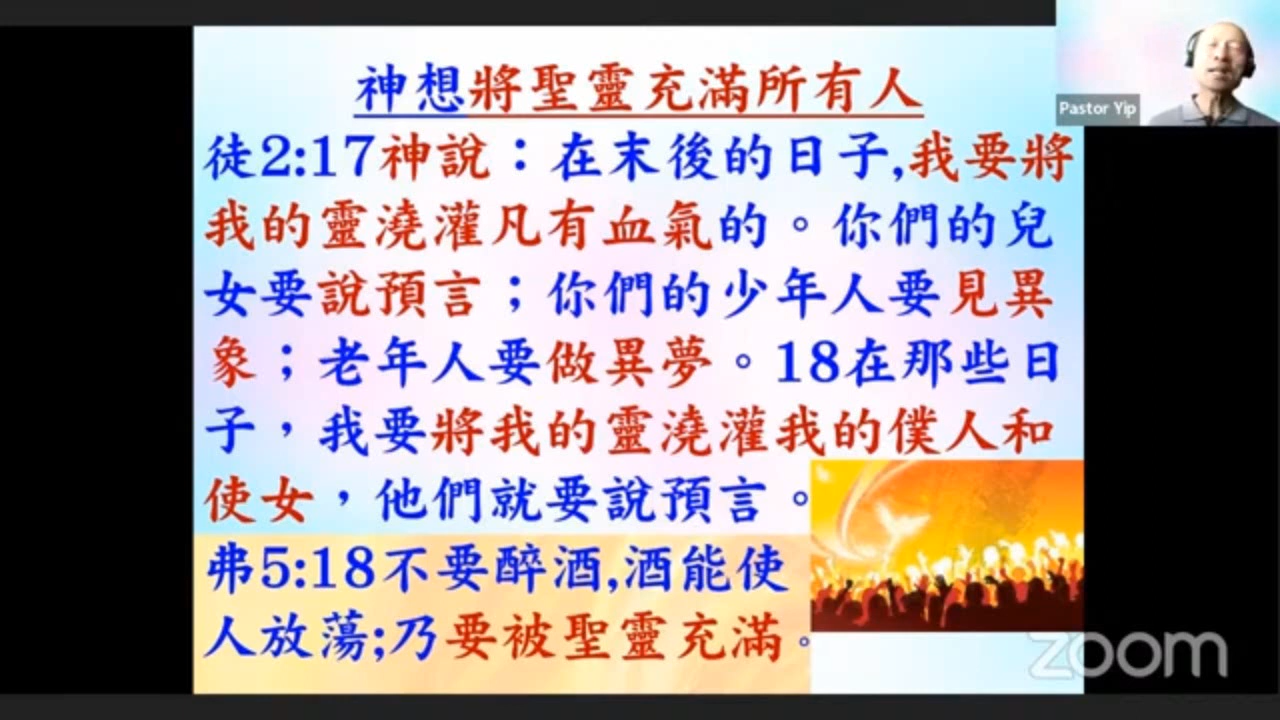 神想將聖靈充滿所有人
徒2:17神說：在末後的日子,我要將
我的靈澆灌凡有血氣的。你們的兒
女要說預言；你們的少年人要見異
象；老年人要做異夢。18在那些日
子，我要將我的靈澆灌我的僕人和
使女，他們就要說預言。
弗5:18不要醉酒,酒能使
人放蕩;乃要被聖靈充滿。
Pastor Yip
zoom